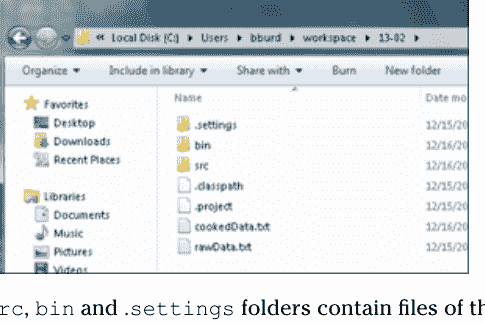 « Local Disk (C:) ▸ Users ▸ bburd ▸ workspace ▸ 13-02 ▸
Organize ▾ Include in library ▾ Share with ▾ Burn New folder
Name Date mo
Favorites
Desktop
Downloads
Recent Places
Libraries
Documents
Music
Pictures
Videos
.settings 12/15/20
bin 12/16/20
src 12/16/20
.classpath 12/15/20
.project 12/15/20
cookedData.txt 12/16/20
rawData.txt 12/15/20
rc, bin and .settings folders contain files of th